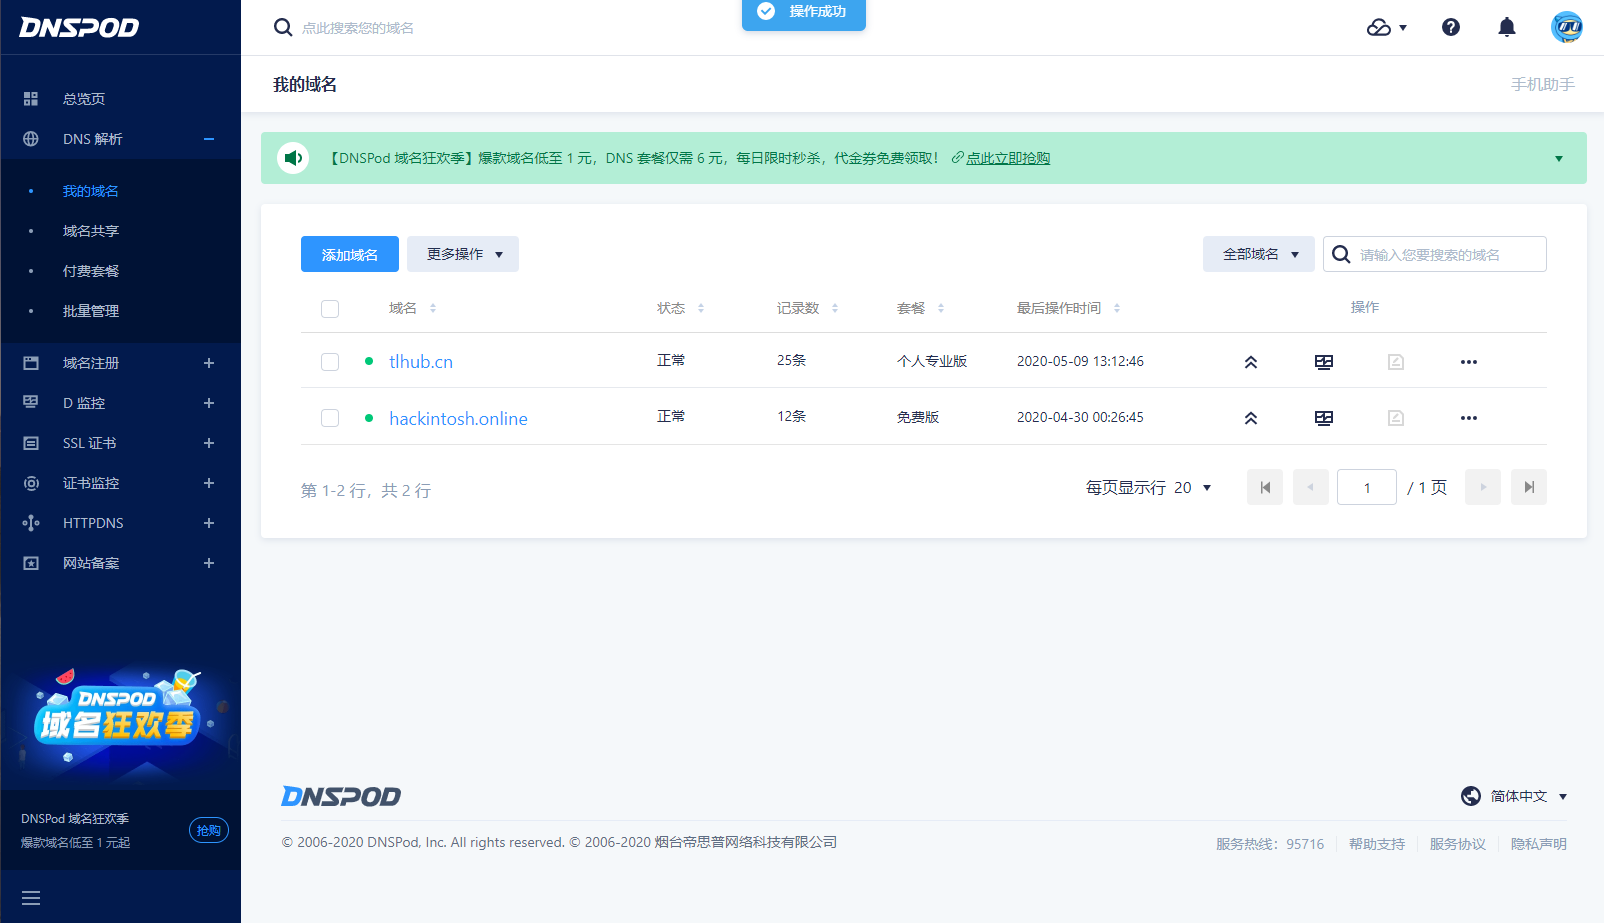 DNSPOD
点此搜索您的域名
操作成功
我的域名
手机助手
总览页
DNS 解析
我的域名
域名共享
付费套餐
批量管理
域名注册
D 监控
SSL 证书
证书监控
HTTPDNS
网站备案
【DNSPod 域名狂欢季】爆款域名低至 1 元，DNS 套餐仅需 6 元，每日限时秒杀，代金券免费领取！ 点此立即抢购
添加域名 更多操作
全部域名 请输入您要搜索的域名
域名 状态 记录数 套餐 最后操作时间 操作
tlhub.cn 正常 25条 个人专业版 2020-05-09 13:12:46
hackintosh.online 正常 12条 免费版 2020-04-30 00:26:45
第 1-2 行，共 2 行
每页显示行 20 1 / 1 页
DNSPOD
域名狂欢季
DNSPod 域名狂欢季
爆款域名低至 1 元起
抢购
DNSPOD
简体中文
© 2006-2020 DNSPod, Inc. All rights reserved. © 2006-2020 烟台帝思普网络科技有限公司
服务热线：95716 帮助支持 服务协议 隐私声明